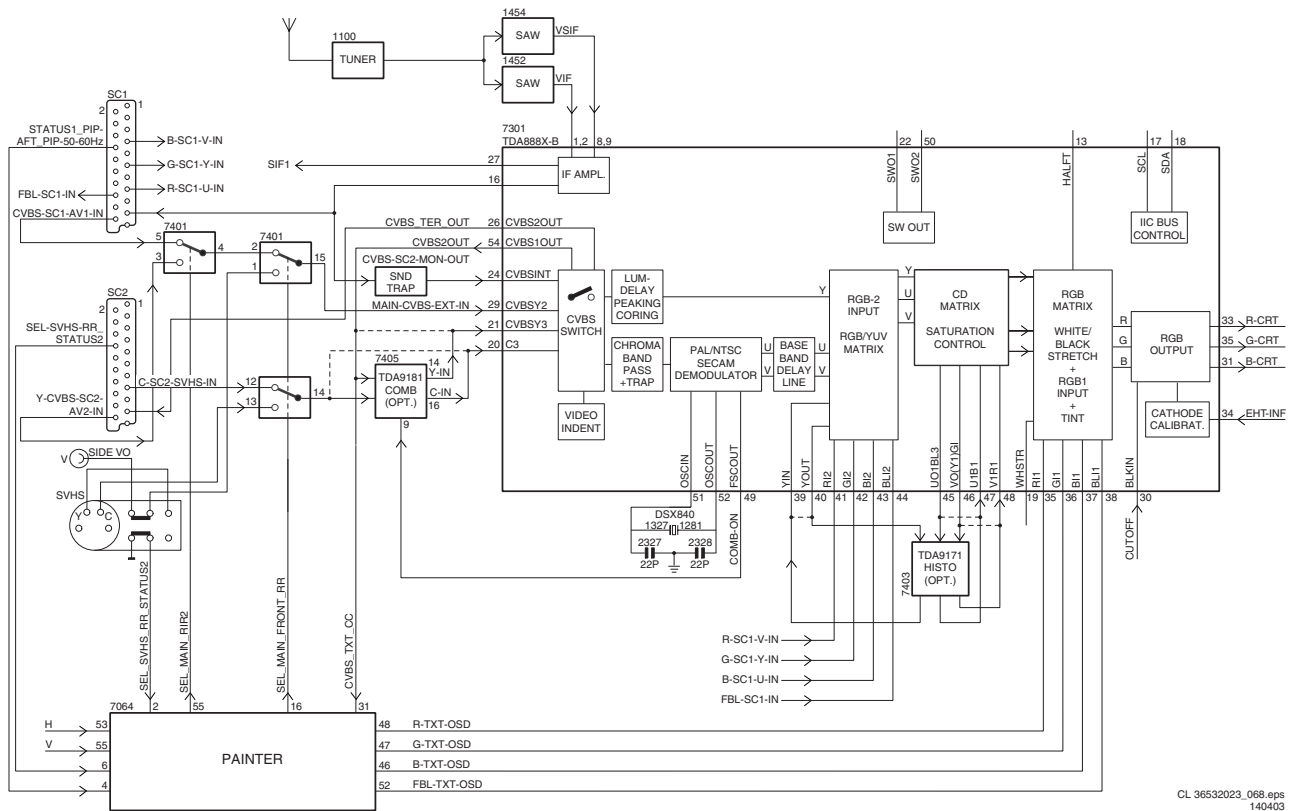 1454
SAW
VSIF
1100
TUNER
1452
SAW
VIF
SC1
2
1
STATUS1_PIP-
AFT_PIP-50-60Hz
B-SC1-V-IN
G-SC1-Y-IN
R-SC1-U-IN
FBL-SC1-IN
CVBS-SC1-AV1-IN
7301
TDA888X-B
1,2
8,9
IF AMPL.
SIF1
27
16
22
50
SWO1
SWO2
SW OUT
13
HALFT
17
18
SCL
SDA
IIC BUS
CONTROL
7401
5
3
4
7401
2
1
15
CVBS_TER_OUT
26
CVBS2OUT
CVBS2OUT
54
CVBS1OUT
CVBS-SC2-MON-OUT
SND
TRAP
24
CVBSINT
MAIN-CVBS-EXT-IN
29
CVBSY2
21
CVBSY3
20
C3
CVBS
SWITCH
LUM-
DELAY
PEAKING
CORING
Y
CHROMA
BAND
PASS
+TRAP
PAL/NTSC
SECAM
DEMODULATOR
U
V
BASE
BAND
DELAY
LINE
U
V
RGB-2
INPUT
RGB/YUV
MATRIX
Y
U
V
CD
MATRIX
SATURATION
CONTROL
RGB
MATRIX
WHITE/
BLACK
STRETCH
+
RGB1
INPUT
+
TINT
R
G
B
RGB
OUTPUT
33
R-CRT
35
G-CRT
31
B-CRT
CATHODE
CALIBRAT.
34
EHT-INF
VIDEO
INDENT
SC2
2
1
SEL-SVHS-RR_
STATUS2
C-SC2-SVHS-IN
Y-CVBS-SC2-
AV2-IN
12
13
14
7405
TDA9181
COMB
(OPT.)
14
Y-IN
C-IN
16
9
V
SIDE VO
SVHS
Y
C
OSCIN
OSCOUT
FSCOUT
51
52
49
DSX840
1327
1281
2327
22P
2328
22P
COMB-ON
YIN
YOUT
RI2
GI2
BI2
BLI2
39
40
41
42
43
44
UO1BL3
VO(Y1)GI
U1B1
V1R1
45
46
47
48
WHSTR
RI1
GI1
BI1
BLI1
19
35
36
37
38
BLKIN
30
CUTOFF
TDA9171
HISTO
(OPT.)
7403
R-SC1-V-IN
G-SC1-Y-IN
B-SC1-U-IN
FBL-SC1-IN
SEL_SVHS_RR_STATUS2
SEL_MAIN_RIR2
SEL_MAIN_FRONT_RR
CVBS_TXT_CC
7064
2
55
16
31
H
53
V
55
6
4
PAINTER
48
R-TXT-OSD
47
G-TXT-OSD
46
B-TXT-OSD
52
FBL-TXT-OSD
CL 36532023_068.eps
140403